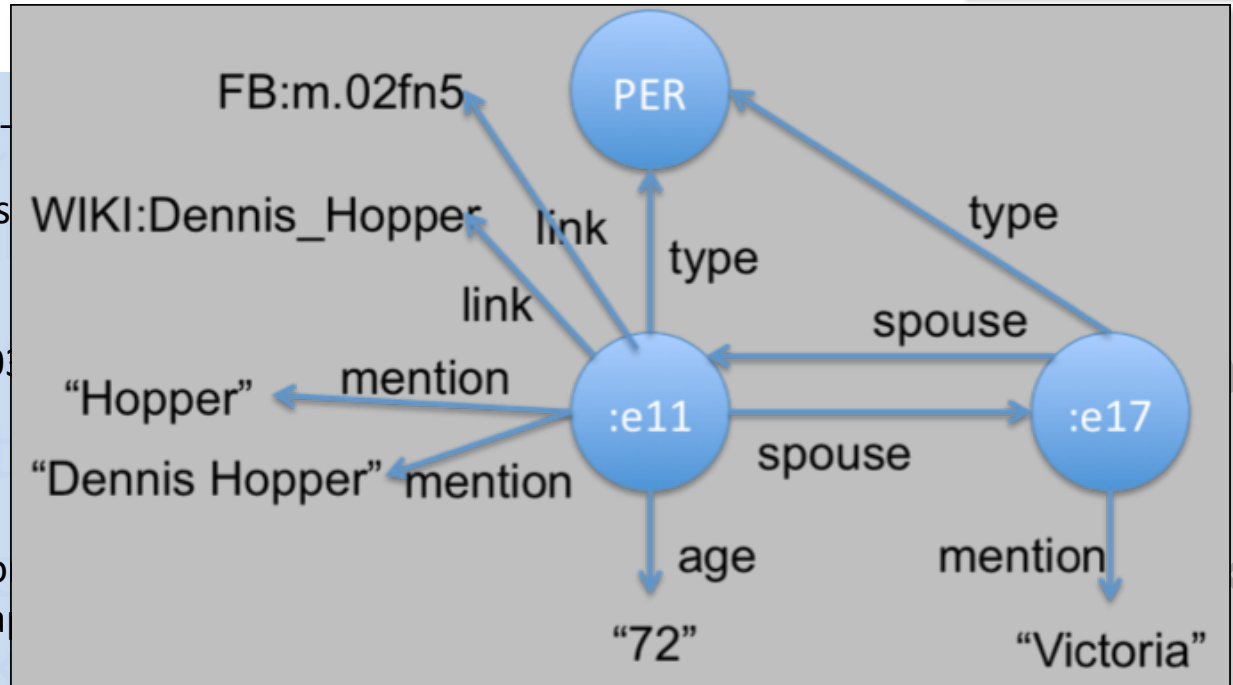 FB:m.02fn5
PER
WIKI:Dennis_Hopper
link
type
type
link
spouse
mention
“Hopper”
:e11
:e17
spouse
“Dennis Hopper”
mention
age
mention
“72”
“Victoria”